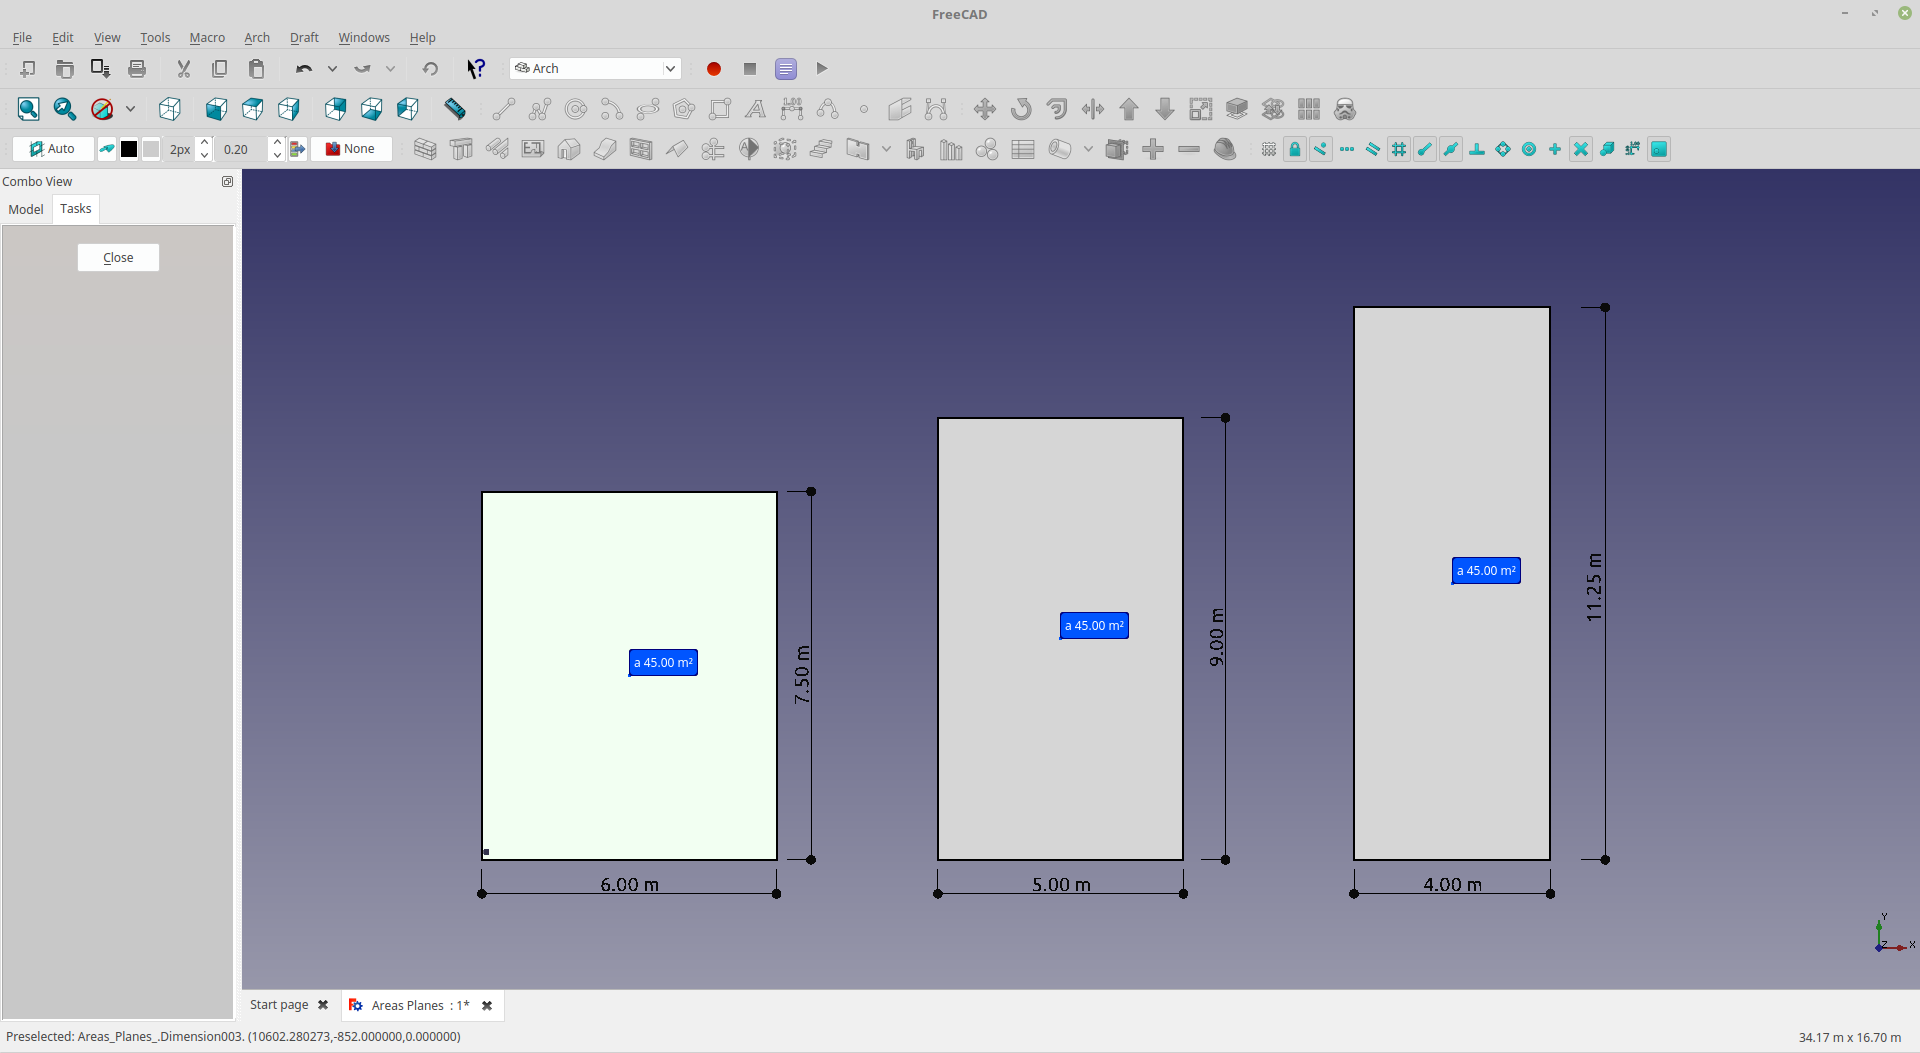 FreeCAD
File Edit View Tools Macro Arch Draft Windows Help
Arch
Auto 2px 0.20 None
Combo View
Model Tasks
Close
a 45.00 m²
7.50 m
6.00 m
a 45.00 m²
9.00 m
5.00 m
a 45.00 m²
11.25 m
4.00 m
Y
Z X
Start page Areas Planes : 1*
Preselected: Areas_Planes_.Dimension003. (10602.280273,-852.000000,0.000000) 34.17 m x 16.70 m